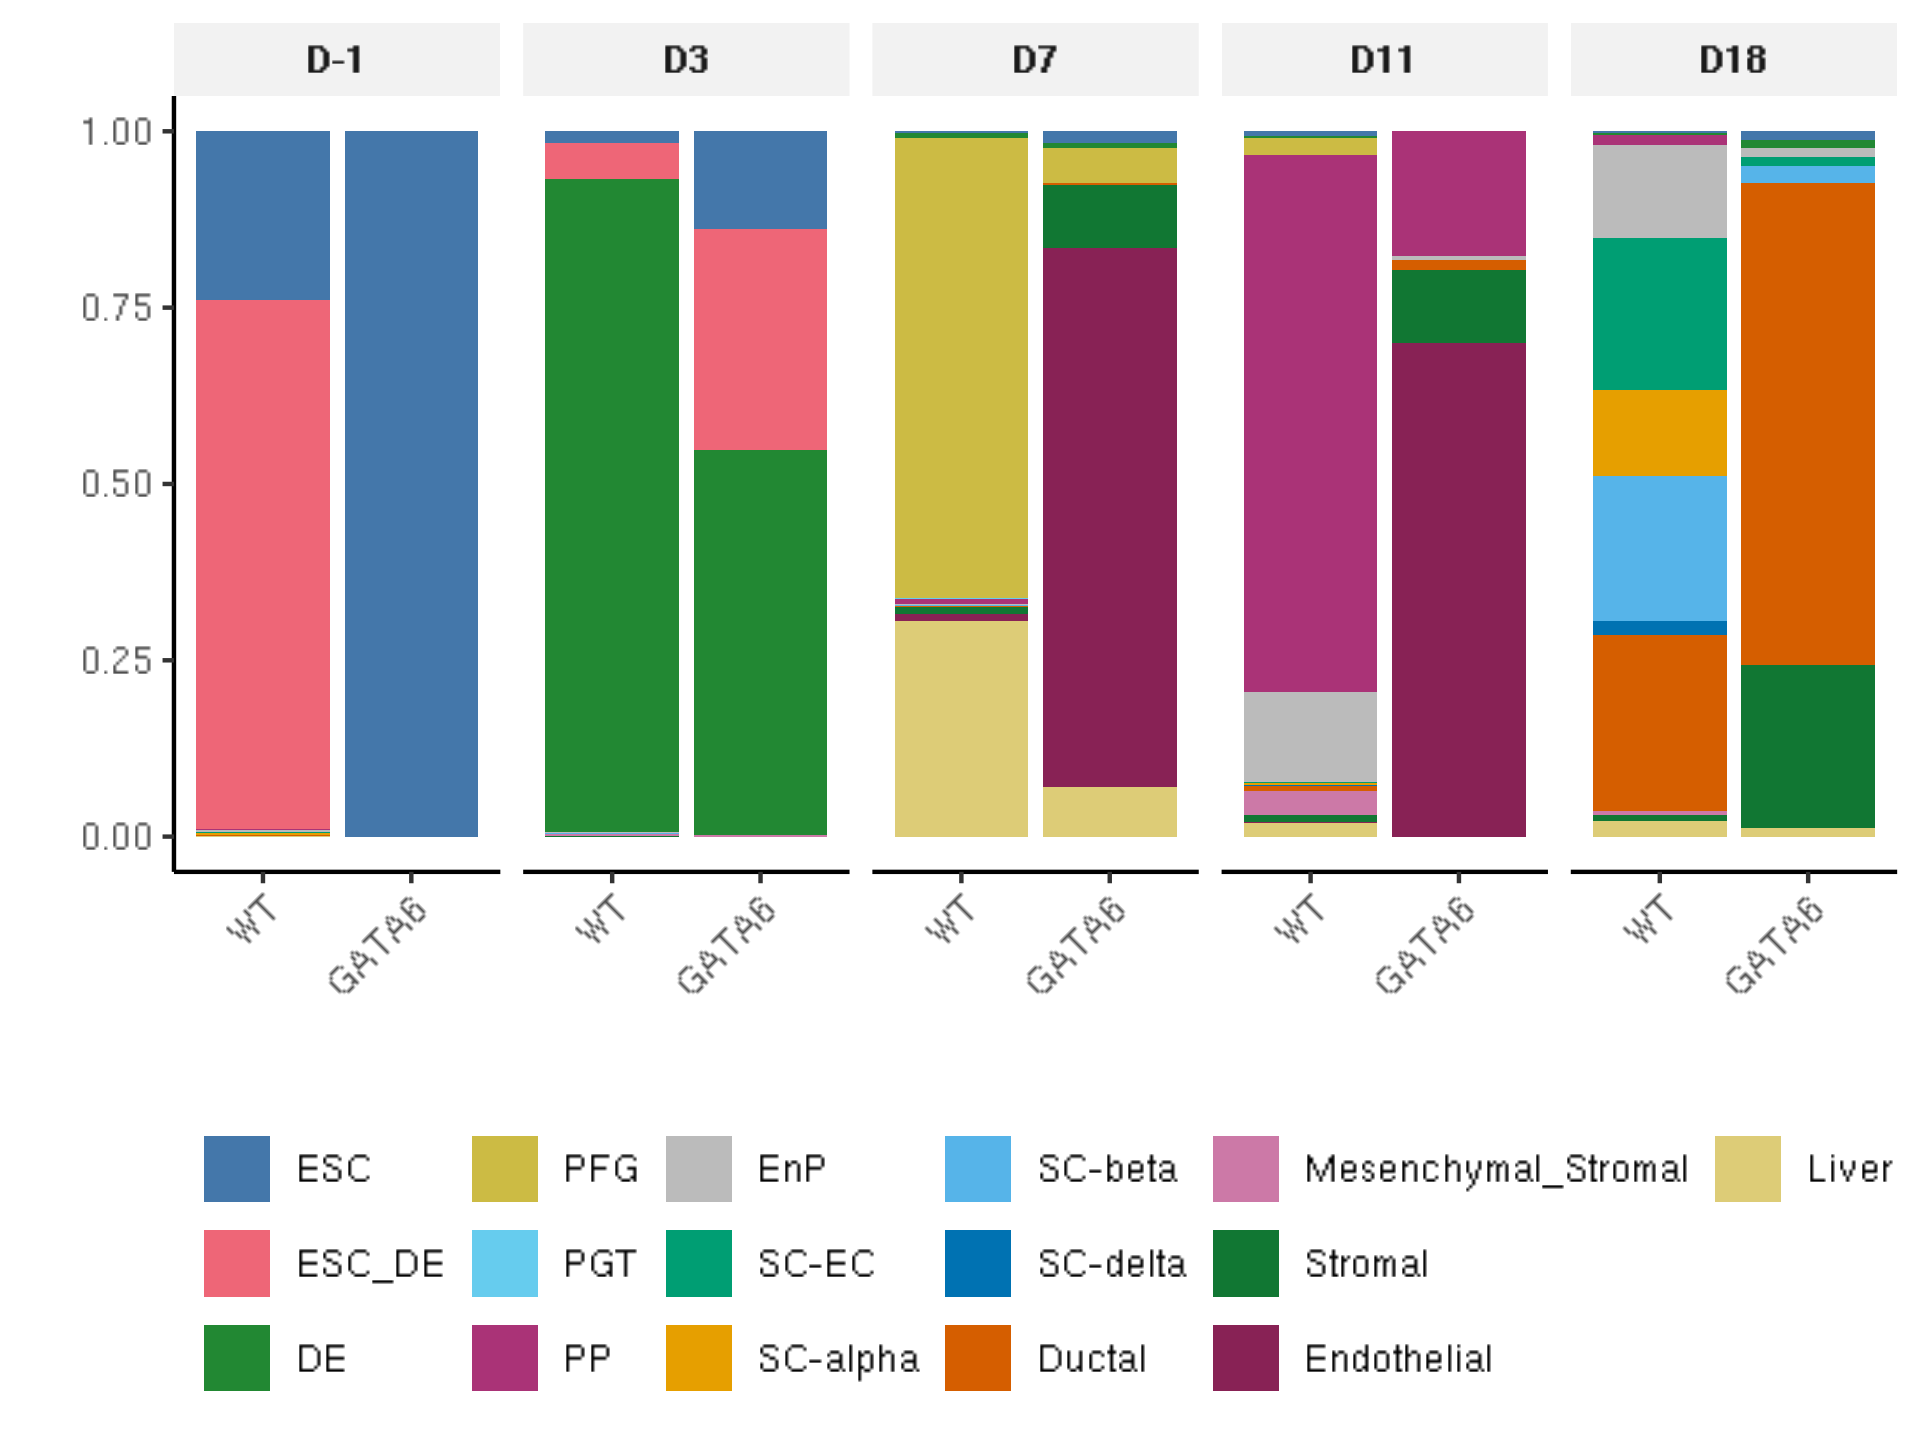 D-1 D3 D7 D11 D18
1.00
0.75
0.50
0.25
0.00
WT GATA6 WT GATA6 WT GATA6 WT GATA6 WT GATA6
ESC PFG EnP SC-beta Mesenchymal_Stromal Liver
ESC_DE PGT SC-EC SC-delta Stromal
DE PP SC-alpha Ductal Endothelial